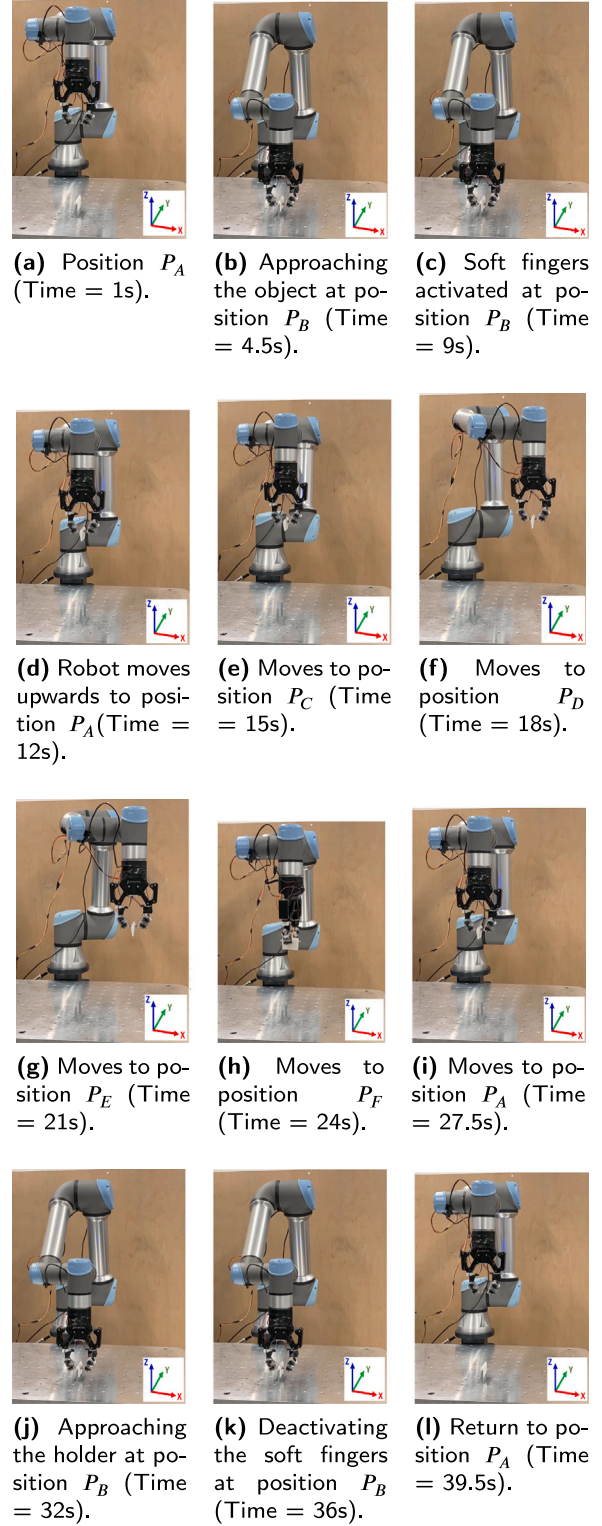 Z
Y
X
Z
Y
X
Z
Y
X
(a) Position P_A
(Time = 1s).
(b) Approaching
the object at po-
sition P_B (Time
= 4.5s).
(c) Soft fingers
activated at po-
sition P_B (Time
= 9s).
Z
Y
X
Z
Y
X
Z
Y
X
(d) Robot moves
upwards to posi-
tion P_A(Time =
12s).
(e) Moves to po-
sition P_C (Time
= 15s).
(f) Moves to
position P_D
(Time = 18s).
Z
Y
X
Z
Y
X
Z
Y
X
(g) Moves to po-
sition P_E (Time
= 21s).
(h) Moves to
position P_F
(Time = 24s).
(i) Moves to po-
sition P_A (Time
= 27.5s).
Z
Y
X
Z
Y
X
Z
Y
X
(j) Approaching
the holder at po-
sition P_B (Time
= 32s).
(k) Deactivating
the soft fingers
at position P_B
(Time = 36s).
(l) Return to po-
sition P_A (Time
= 39.5s).